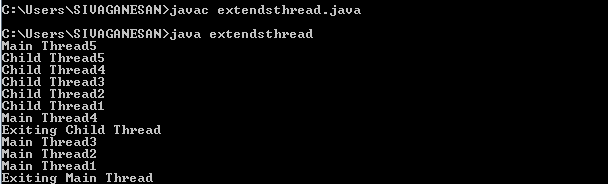 C:\Users\SIVAGANESAN>javac extendsthread.java
C:\Users\SIVAGANESAN>java extendsthread
Main Thread5
Child Thread5
Child Thread4
Child Thread3
Child Thread2
Child Thread1
Main Thread4
Exiting Child Thread
Main Thread3
Main Thread2
Main Thread1
Exiting Main Thread